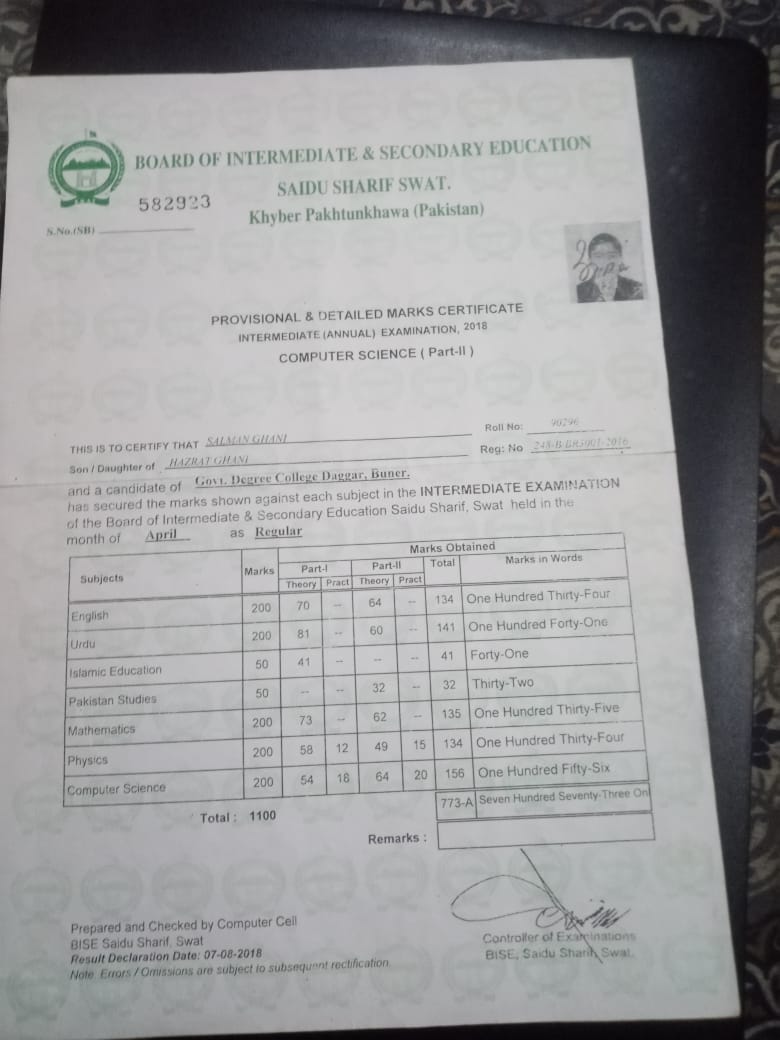 BOARD OF INTERMEDIATE & SECONDARY EDUCATION
SAIDU SHARIF SWAT.
582923
Khyber Pakhtunkhawa (Pakistan)
S.No.(SB)
PROVISIONAL & DETAILED MARKS CERTIFICATE
INTERMEDIATE (ANNUAL) EXAMINATION, 2018
COMPUTER SCIENCE ( Part-II )
Roll No: 90296
THIS IS TO CERTIFY THAT SALMAN GHANI
Reg: No 248-B-BRS001-2016
Son / Daughter of HAZRAT GHANI
and a candidate of Govt. Degree College Daggar, Buner.
has secured the marks shown against each subject in the INTERMEDIATE EXAMINATION
of the Board of Intermediate & Secondary Education Saidu Sharif, Swat held in the
month of April as Regular
Subjects Marks Marks Obtained
Part-I Part-II Total Marks in Words
Theory Pract Theory Pract
English 200 70 -- 64 -- 134 One Hundred Thirty-Four
Urdu 200 81 -- 60 -- 141 One Hundred Forty-One
Islamic Education 50 41 -- -- -- 41 Forty-One
Pakistan Studies 50 -- -- 32 -- 32 Thirty-Two
Mathematics 200 73 -- 62 -- 135 One Hundred Thirty-Five
Physics 200 58 12 49 15 134 One Hundred Thirty-Four
Computer Science 200 54 18 64 20 156 One Hundred Fifty-Six
Total : 1100 773-A Seven Hundred Seventy-Three On
Remarks :
Prepared and Checked by Computer Cell
BISE Saidu Sharif, Swat
Result Declaration Date: 07-08-2018
Note: Errors / Omissions are subject to subsequent rectification.
Controller of Examinations
BISE, Saidu Sharif, Swat.